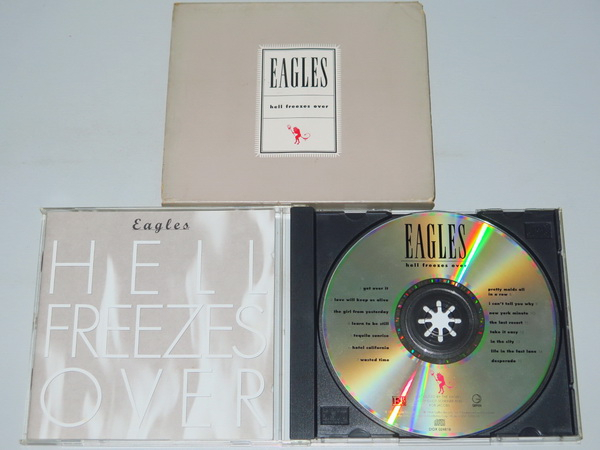 EAGLES
hell freezes over
Eagles
HELL
FREEZES
OVER
EAGLES
hell freezes over
get over it
love will keep us alive
the girl from yesterday
learn to be still
tequila sunrise
hotel california
wasted time
pretty maids all
in a row
i can't tell you why
new york minute
the last resort
take it easy
in the city
life in the fast lane
desperado